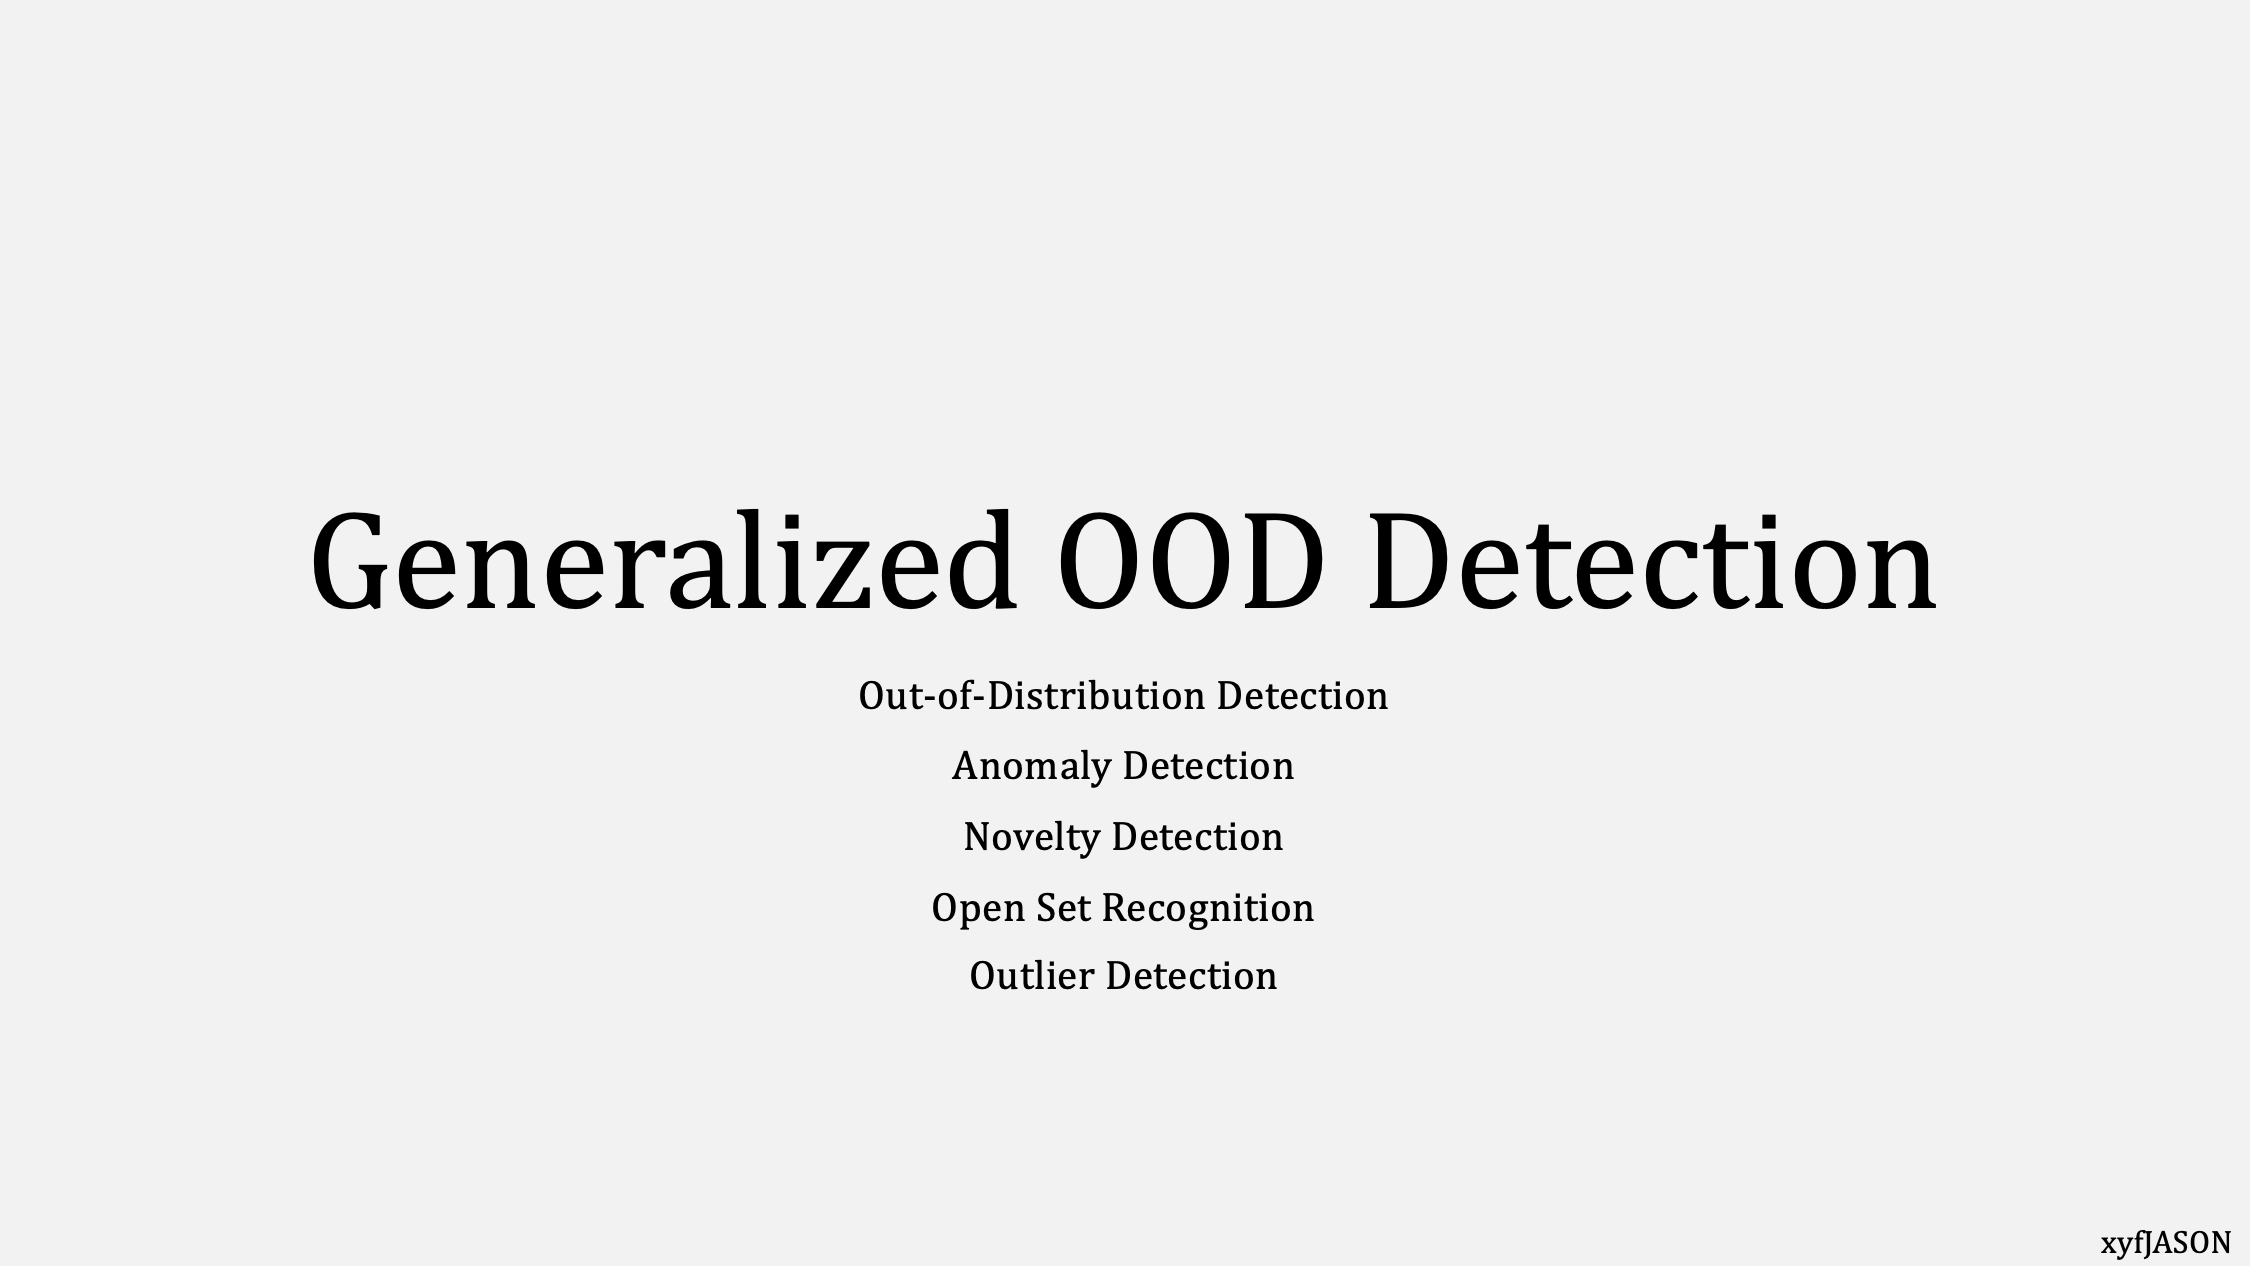 Generalized OOD Detection
Out-of-Distribution Detection
Anomaly Detection
Novelty Detection
Open Set Recognition
Outlier Detection
xyfJASON